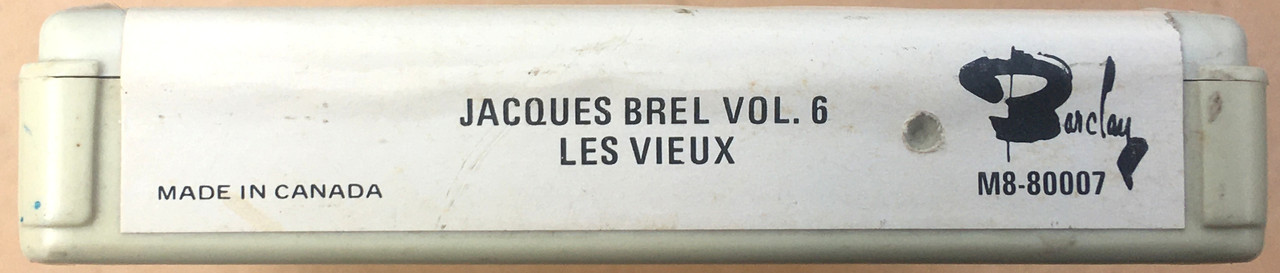 JACQUES BREL VOL. 6
LES VIEUX
MADE IN CANADA
Barclay
M8-80007